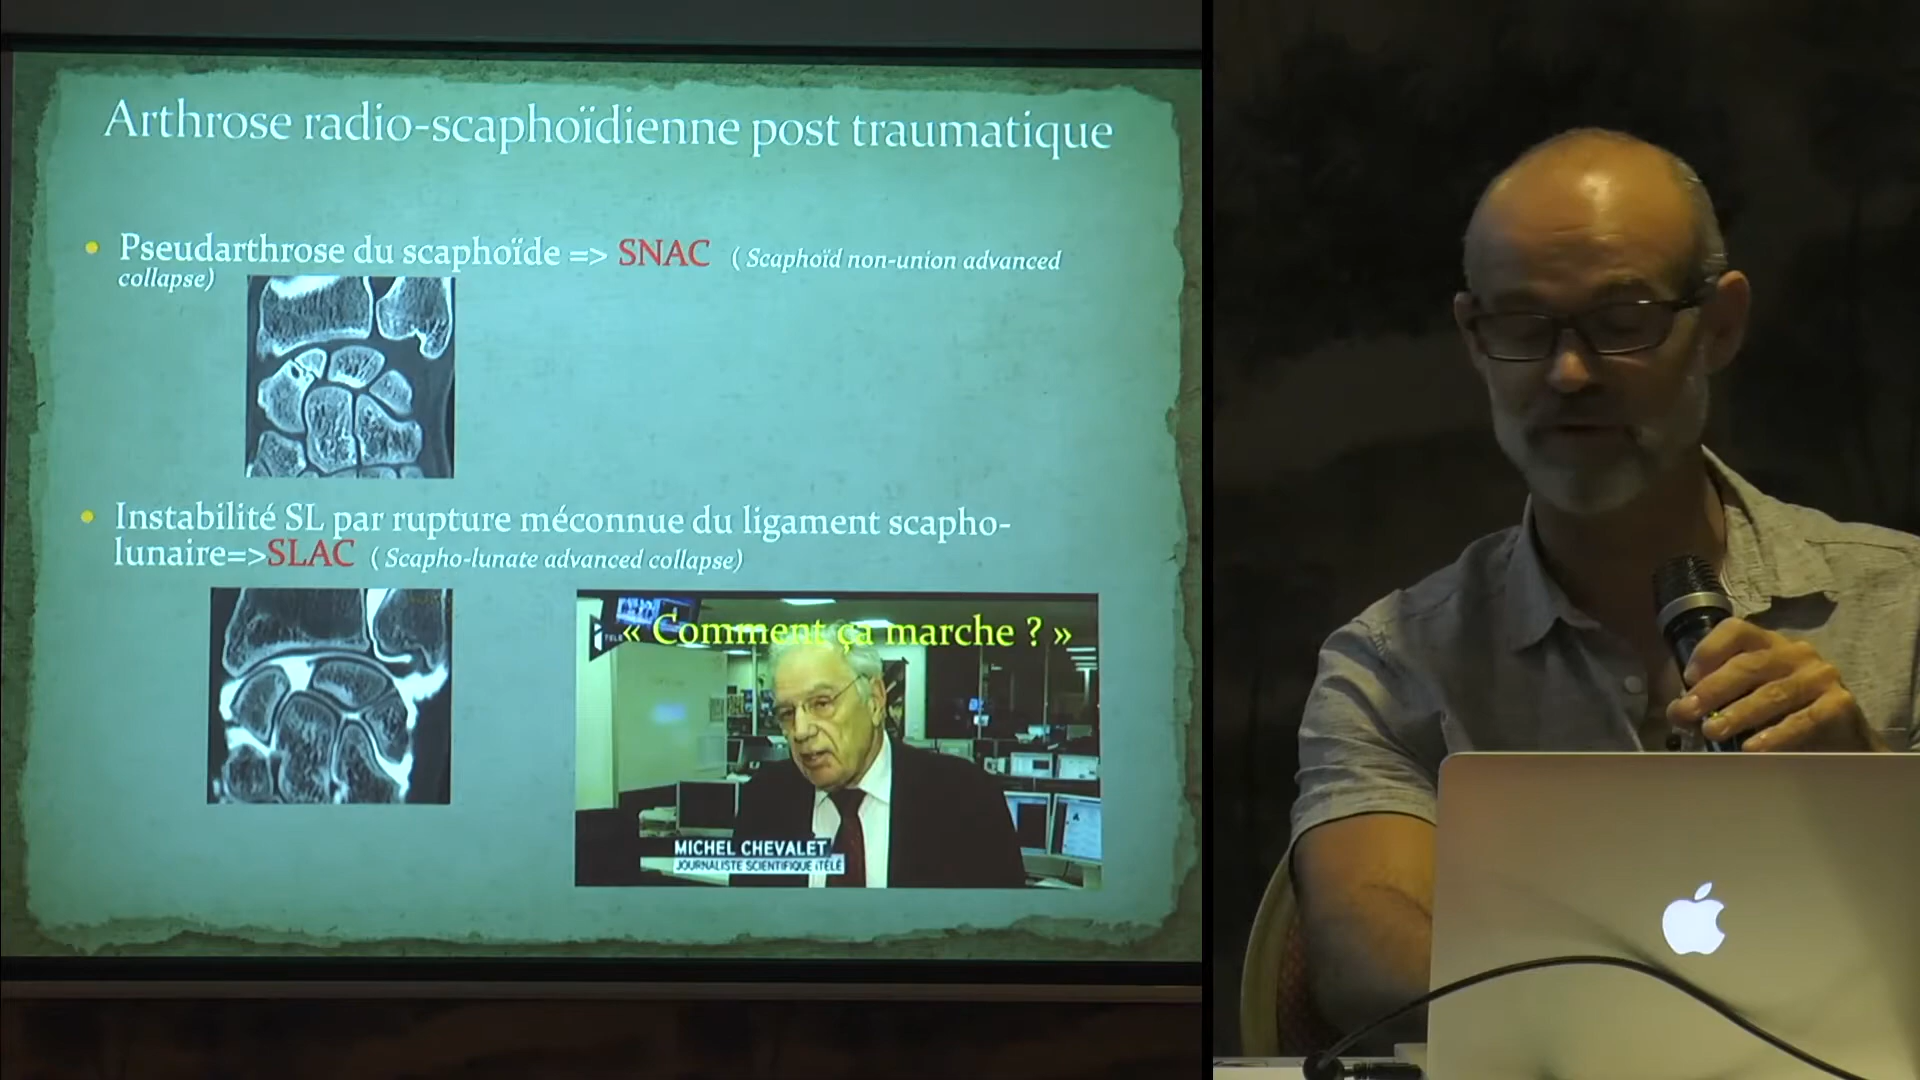 Arthrose radio-scaphoïdienne post traumatique
Pseudarthrose du scaphoïde => SNAC ( Scaphoïd non-union advanced
collapse)
Instabilité SL par rupture méconnue du ligament scapho-
lunaire=>SLAC ( Scapho-lunate advanced collapse)
« Comment ça marche ? »
MICHEL CHEVALET
JOURNALISTE SCIENTIFIQUE iTÉLÉ